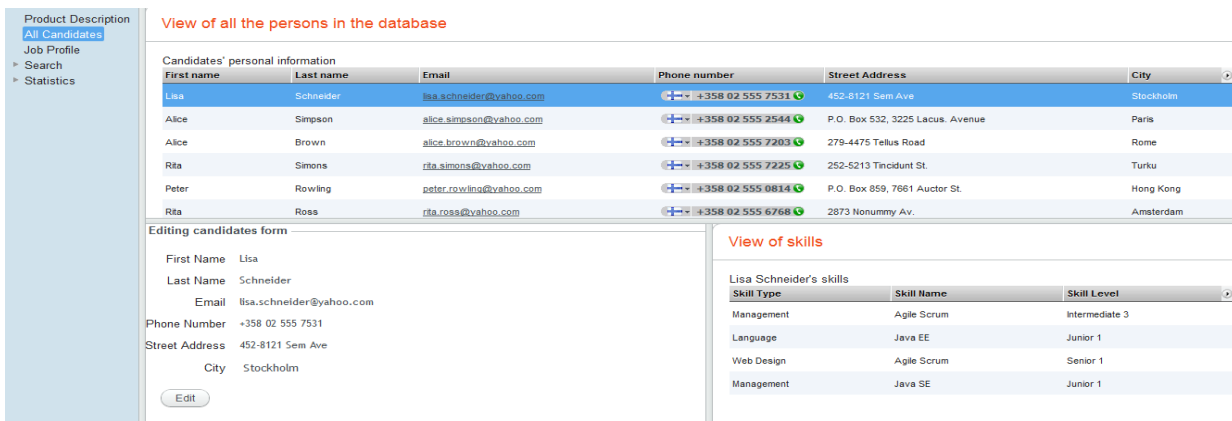 Product Description
All Candidates
Job Profile
Search
Statistics
View of all the persons in the database
Candidates' personal information
First name Last name Email Phone number Street Address City
Lisa Schneider lisa.schneider@yahoo.com +358 02 555 7531 452-8121 Sem Ave Stockholm
Alice Simpson alice.simpson@yahoo.com +358 02 555 2544 P.O. Box 532, 3225 Lacus. Avenue Paris
Alice Brown alice.brown@yahoo.com +358 02 555 7203 279-4475 Tellus Road Rome
Rita Simons rita.simons@yahoo.com +358 02 555 7225 252-5213 Tincidunt St. Turku
Peter Rowling peter.rowling@yahoo.com +358 02 555 0814 P.O. Box 859, 7661 Auctor St. Hong Kong
Rita Ross rita.ross@yahoo.com +358 02 555 6768 2873 Nonummy Av. Amsterdam
Editing candidates form
First Name Lisa
Last Name Schneider
Email lisa.schneider@yahoo.com
Phone Number +358 02 555 7531
Street Address 452-8121 Sem Ave
City Stockholm
Edit
View of skills
Lisa Schneider's skills
Skill Type Skill Name Skill Level
Management Agile Scrum Intermediate 3
Language Java EE Junior 1
Web Design Agile Scrum Senior 1
Management Java SE Junior 1